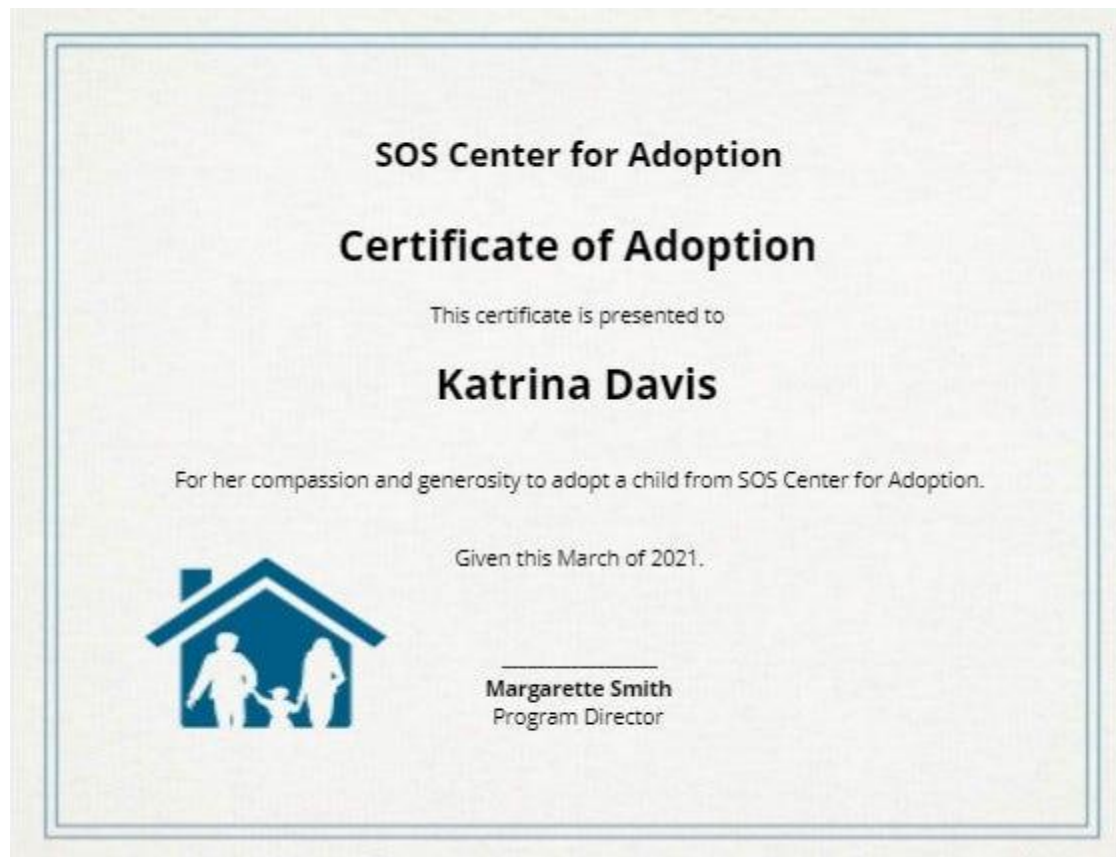 SOS Center for Adoption
Certificate of Adoption
This certificate is presented to
Katrina Davis
For her compassion and generosity to adopt a child from SOS Center for Adoption.
Given this March of 2021.
Margarette Smith
Program Director